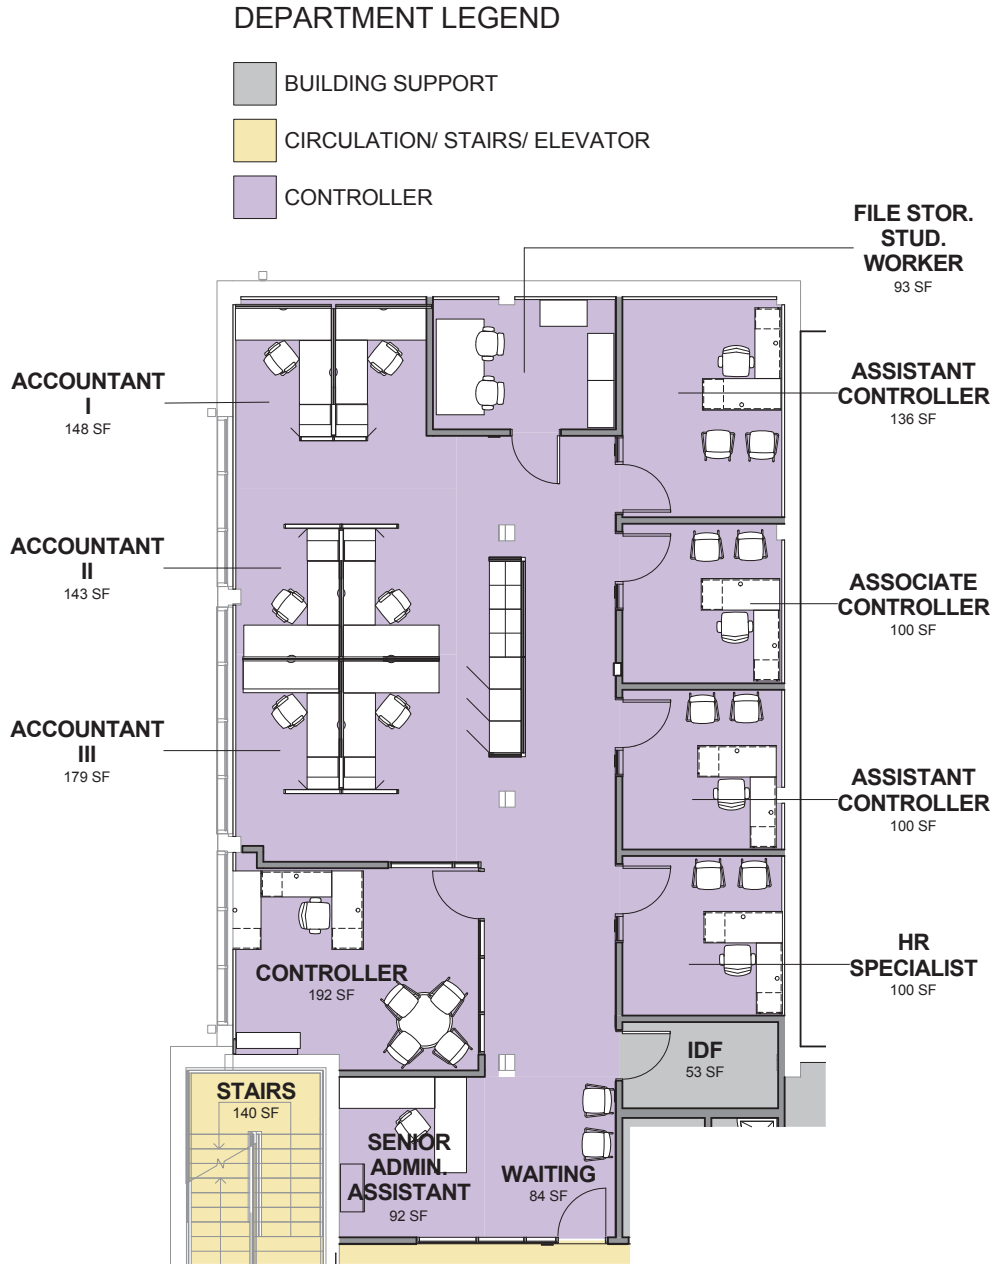 DEPARTMENT LEGEND
BUILDING SUPPORT
CIRCULATION/ STAIRS/ ELEVATOR
CONTROLLER
FILE STOR.
STUD.
WORKER
93 SF
ACCOUNTANT
I
148 SF
ASSISTANT
CONTROLLER
136 SF
ACCOUNTANT
II
143 SF
ASSOCIATE
CONTROLLER
100 SF
ACCOUNTANT
III
179 SF
ASSISTANT
CONTROLLER
100 SF
CONTROLLER
192 SF
HR
SPECIALIST
100 SF
IDF
53 SF
STAIRS
140 SF
SENIOR
ADMIN.
ASSISTANT
92 SF
WAITING
84 SF